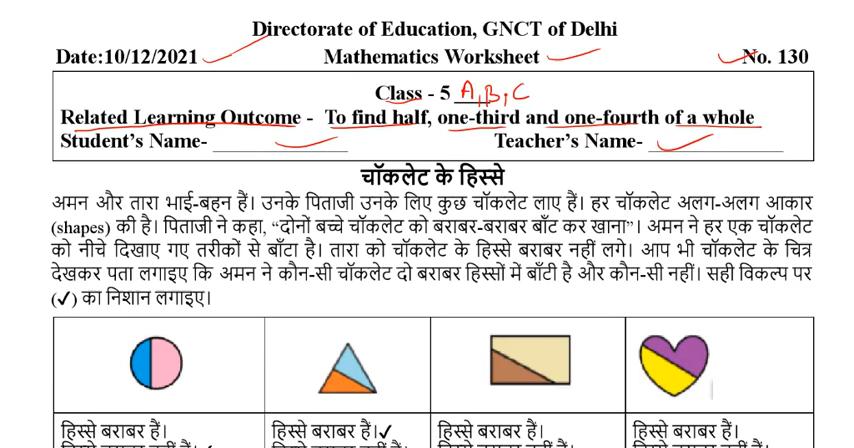 Directorate of Education, GNCT of Delhi
Date:10/12/2021 Mathematics Worksheet No. 130
Class - 5 A, B, C
Related Learning Outcome - To find half, one-third and one-fourth of a whole
Student’s Name- Teacher’s Name-
चॉकलेट के हिस्से
अमन और तारा भाई-बहन हैं। उनके पिताजी उनके लिए कुछ चॉकलेट लाए हैं। हर चॉकलेट अलग-अलग आकार
(shapes) की है। पिताजी ने कहा, “दोनों बच्चे चॉकलेट को बराबर-बराबर बाँट कर खाना”। अमन ने हर एक चॉकलेट
को नीचे दिखाए गए तरीकों से बाँटा है। तारा को चॉकलेट के हिस्से बराबर नहीं लगे। आप भी चॉकलेट के चित्र
देखकर पता लगाइए कि अमन ने कौन-सी चॉकलेट दो बराबर हिस्सों में बाँटी है और कौन-सी नहीं। सही विकल्प पर
(✓) का निशान लगाइए।
हिस्से बराबर हैं। हिस्से बराबर हैं।✓ हिस्से बराबर हैं। हिस्से बराबर हैं।